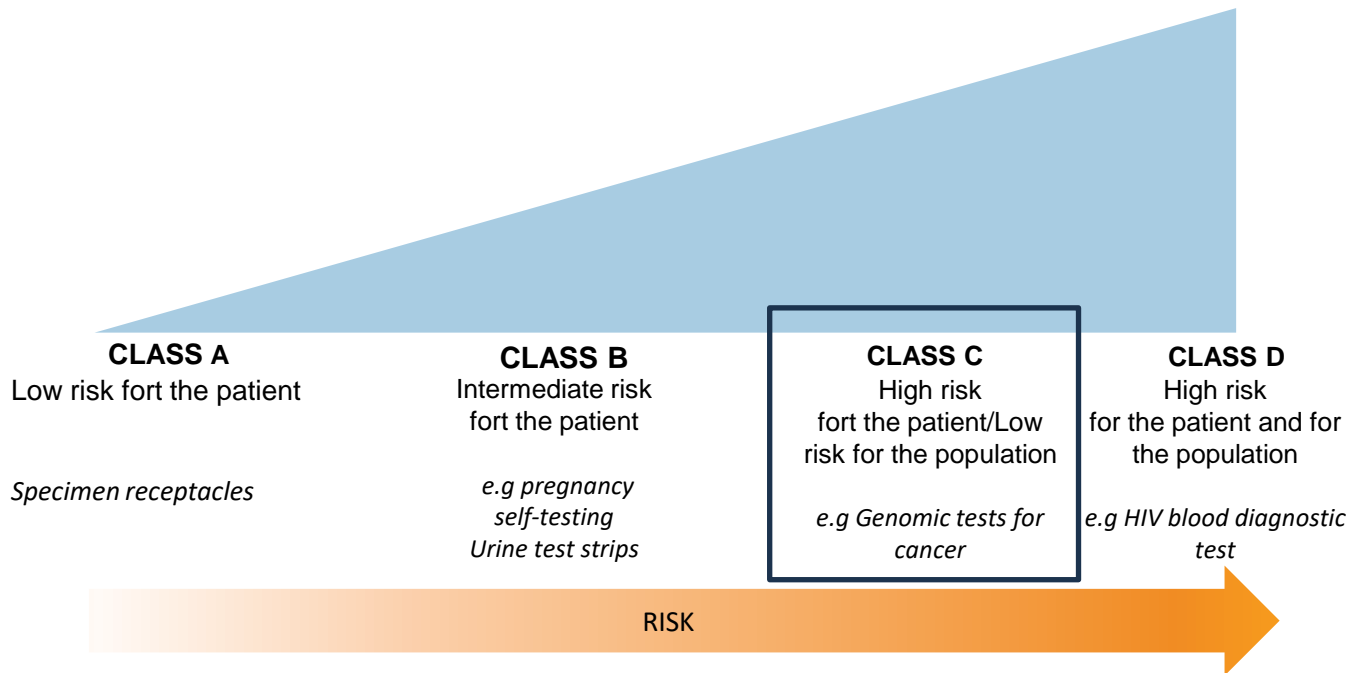 CLASS A
Low risk fort the patient
Specimen receptacles
CLASS B
Intermediate risk
fort the patient
e.g pregnancy
self-testing
Urine test strips
CLASS C
High risk
fort the patient/Low
risk for the population
e.g Genomic tests for
cancer
CLASS D
High risk
for the patient and for
the population
e.g HIV blood diagnostic
test
RISK